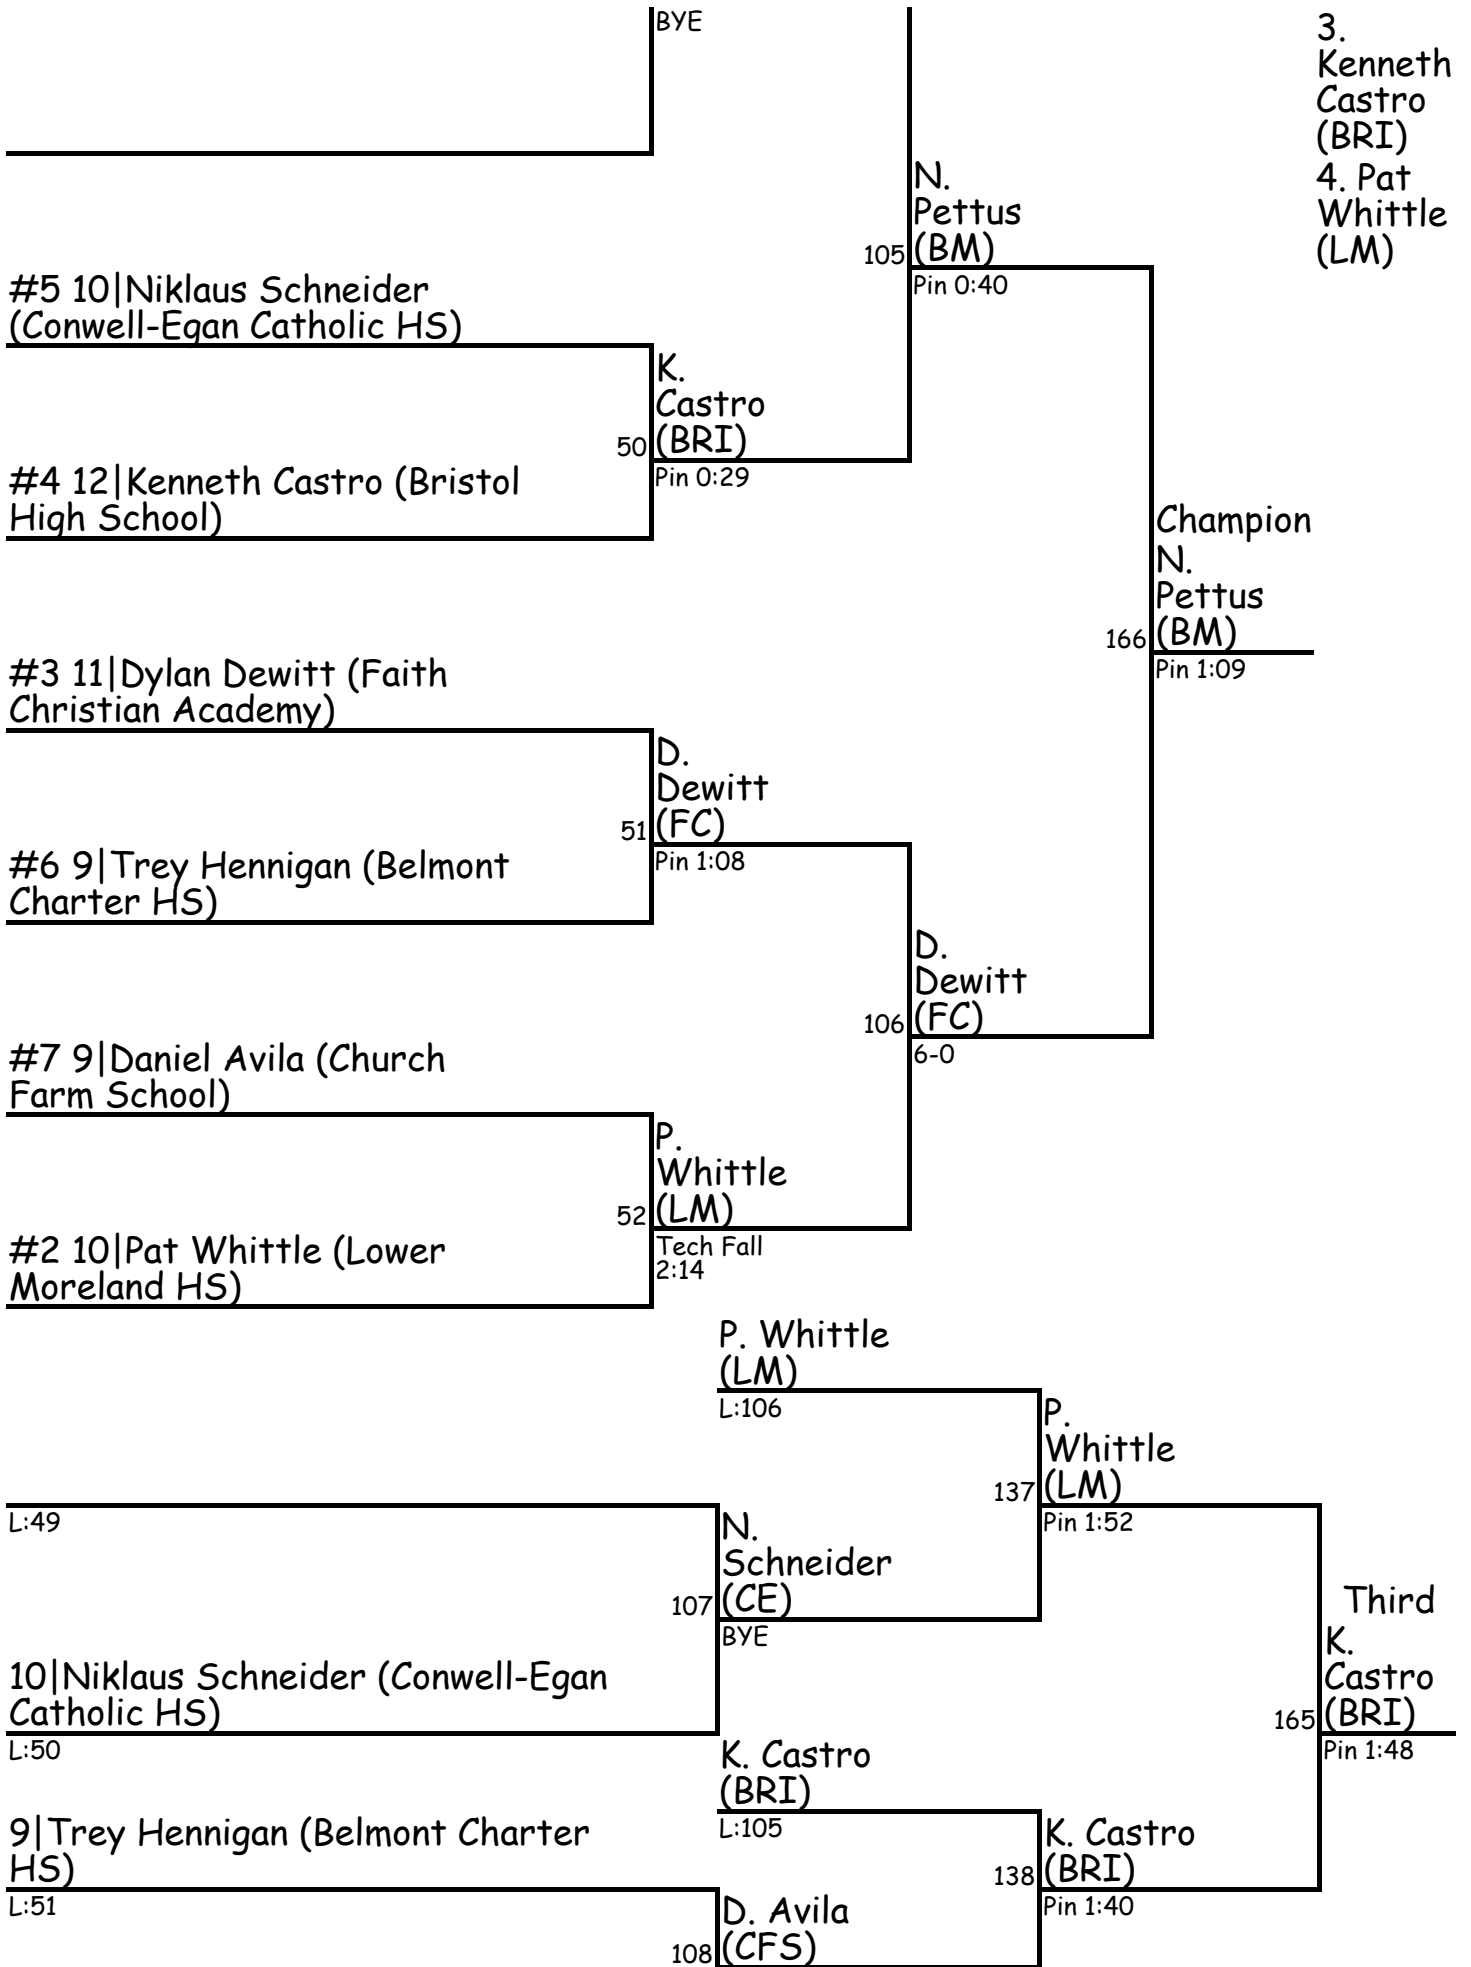 BYE
3.
Kenneth
Castro
(BRI)
4. Pat
Whittle
(LM)
N.
Pettus
105 (BM)
Pin 0:40
#5 10|Niklaus Schneider
(Conwell-Egan Catholic HS)
K.
Castro
50 (BRI)
Pin 0:29
#4 12|Kenneth Castro (Bristol
High School)
Champion
N.
Pettus
166 (BM)
Pin 1:09
#3 11|Dylan Dewitt (Faith
Christian Academy)
D.
Dewitt
51 (FC)
Pin 1:08
#6 9|Trey Hennigan (Belmont
Charter HS)
D.
Dewitt
106 (FC)
6-0
#7 9|Daniel Avila (Church
Farm School)
P.
Whittle
52 (LM)
Tech Fall
2:14
#2 10|Pat Whittle (Lower
Moreland HS)
P. Whittle
(LM)
L:106
P.
Whittle
137 (LM)
Pin 1:52
L:49
N.
Schneider
107 (CE)
BYE
10|Niklaus Schneider (Conwell-Egan
Catholic HS)
L:50
Third
K.
Castro
165 (BRI)
Pin 1:48
K. Castro
(BRI)
L:105
9|Trey Hennigan (Belmont Charter
HS)
L:51
K. Castro
138 (BRI)
Pin 1:40
D. Avila
108 (CFS)